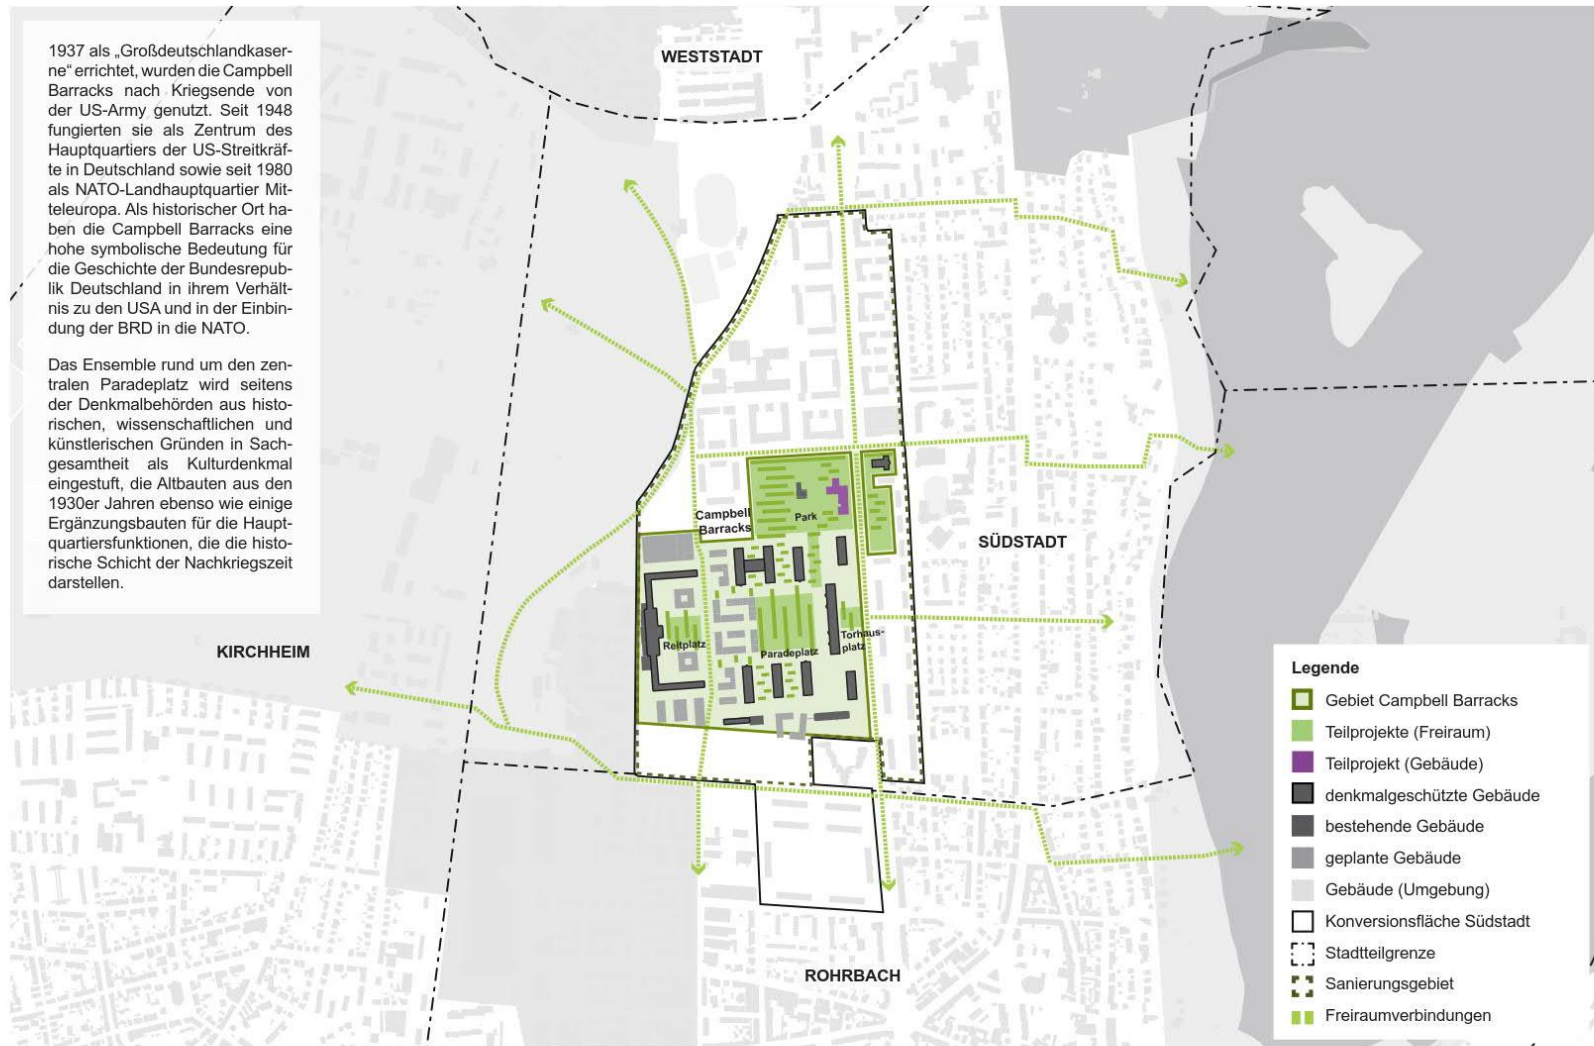 1937 als „Großdeutschlandkaser-
ne“ errichtet, wurden die Campbell
Barracks nach Kriegsende von
der US-Army genutzt. Seit 1948
fungierten sie als Zentrum des
Hauptquartiers der US-Streitkräf-
te in Deutschland sowie seit 1980
als NATO-Landhauptquartier Mit-
teleuropa. Als historischer Ort ha-
ben die Campbell Barracks eine
hohe symbolische Bedeutung für
die Geschichte der Bundesrepub-
lik Deutschland in ihrem Verhält-
nis zu den USA und in der Einbin-
dung der BRD in die NATO.
Das Ensemble rund um den zen-
tralen Paradeplatz wird seitens
der Denkmalbehörden aus histo-
rischen, wissenschaftlichen und
künstlerischen Gründen in Sach-
gesamtheit als Kulturdenkmal
eingestuft, die Altbauten aus den
1930er Jahren ebenso wie einige
Ergänzungsbauten für die Haupt-
quartiersfunktionen, die die histo-
rische Schicht der Nachkriegszeit
darstellen.
WESTSTADT
Campbell
Barracks
Park
SÜDSTADT
Reitplatz
Paradeplatz
Torhaus-
platz
KIRCHHEIM
ROHRBACH
Legende
Gebiet Campbell Barracks
Teilprojekte (Freiraum)
Teilprojekt (Gebäude)
denkmalgeschützte Gebäude
bestehende Gebäude
geplante Gebäude
Gebäude (Umgebung)
Konversionsfläche Südstadt
Stadtteilgrenze
Sanierungsgebiet
Freiraumverbindungen